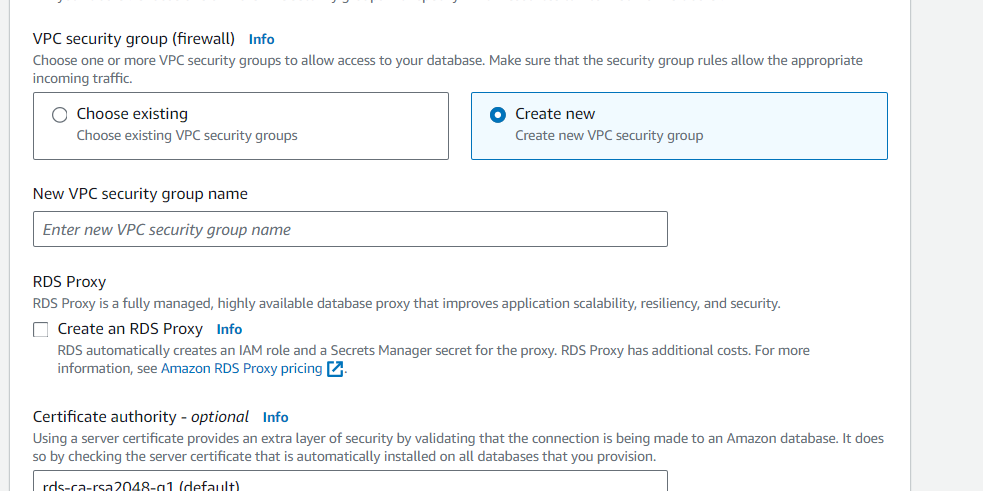 VPC security group (firewall) Info
Choose one or more VPC security groups to allow access to your database. Make sure that the security group rules allow the appropriate
incoming traffic.
Choose existing
Choose existing VPC security groups
Create new
Create new VPC security group
New VPC security group name
Enter new VPC security group name
RDS Proxy
RDS Proxy is a fully managed, highly available database proxy that improves application scalability, resiliency, and security.
Create an RDS Proxy Info
RDS automatically creates an IAM role and a Secrets Manager secret for the proxy. RDS Proxy has additional costs. For more
information, see Amazon RDS Proxy pricing.
Certificate authority - optional Info
Using a server certificate provides an extra layer of security by validating that the connection is being made to an Amazon database. It does
so by checking the server certificate that is automatically installed on all databases that you provision.
rds-ca-rsa2048-g1 (default)